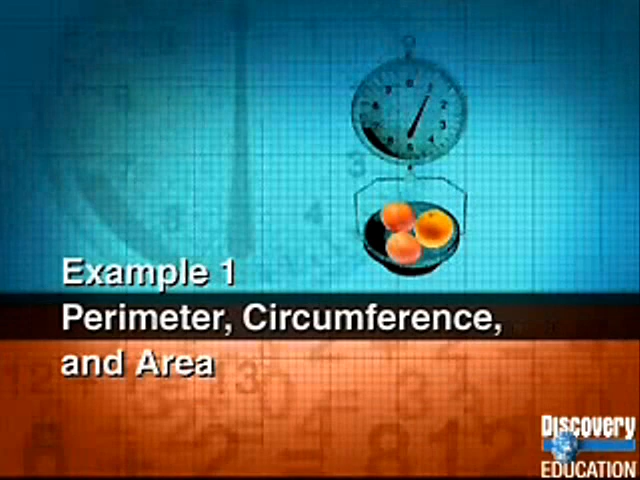 Example 1
Perimeter, Circumference,
and Area
Discovery
EDUCATION